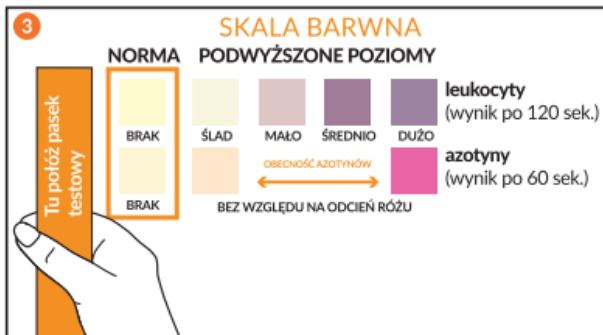 3
SKALA BARWNA
NORMA PODWYŻSZONE POZIOMY
Tu połóż pasek
testowy
BRAK ŚLAD MAŁO ŚREDNIO DUŻO
leukocyty
(wynik po 120 sek.)
OBECNOŚĆ AZOTYNÓW
azotyny
(wynik po 60 sek.)
BRAK
BEZ WZGLĘDU NA ODCIEŃ RÓŻU